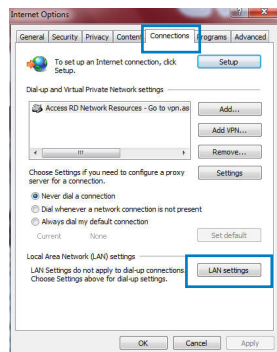 Internet Options
General Security Privacy Content Connections Programs Advanced
To set up an Internet connection, click Setup.
Setup
Dial-up and Virtual Private Network settings
Access RD Network Resources - Go to vpn.as
Add...
Add VPN...
Remove...
Choose Settings if you need to configure a proxy
server for a connection.
Settings
Never dial a connection
Dial whenever a network connection is not present
Always dial my default connection
Current None
Set default
Local Area Network (LAN) settings
LAN Settings do not apply to dial-up connections.
Choose Settings above for dial-up settings.
LAN settings
OK Cancel Apply